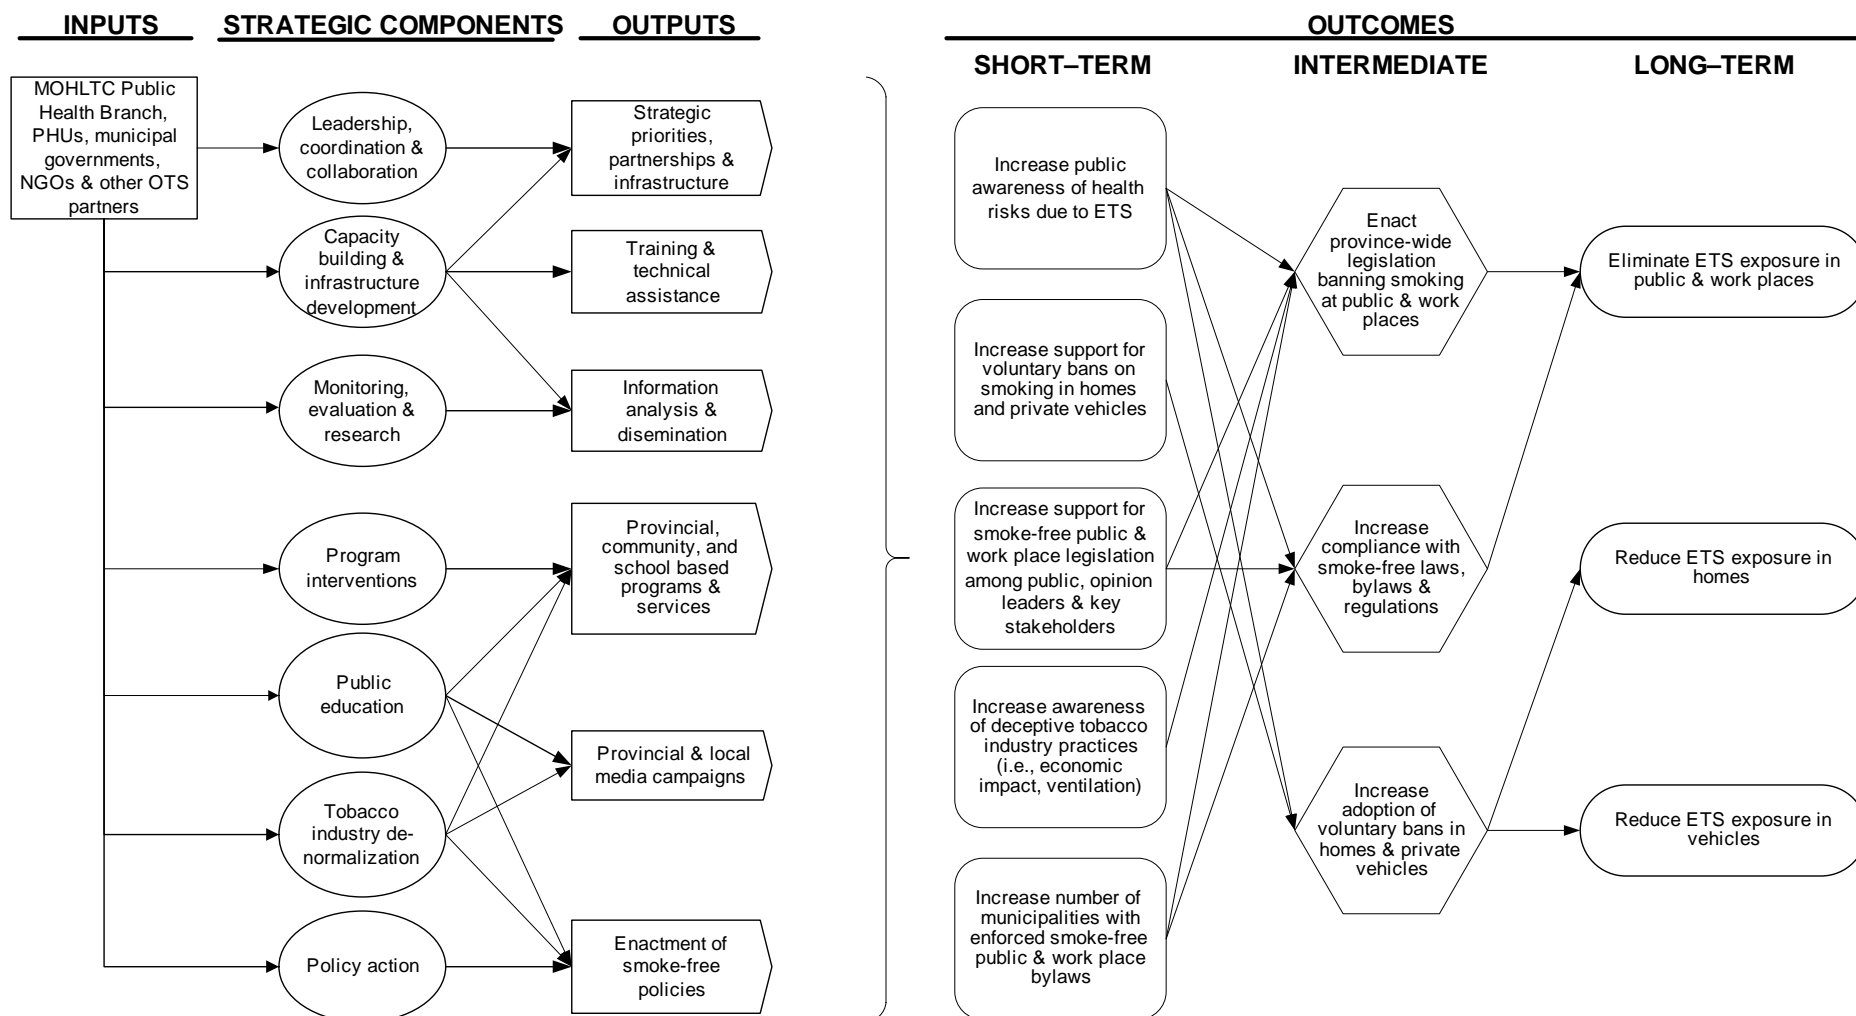 INPUTS
STRATEGIC COMPONENTS
OUTPUTS
OUTCOMES
SHORT–TERM
INTERMEDIATE
LONG–TERM
MOHLTC Public
Health Branch,
PHUs, municipal
governments,
NGOs & other OTS
partners
Leadership,
coordination &
collaboration
Capacity
building &
infrastructure
development
Monitoring,
evaluation &
research
Program
interventions
Public
education
Tobacco
industry de-
normalization
Policy action
Strategic
priorities,
partnerships &
infrastructure
Training &
technical
assistance
Information
analysis &
disemination
Provincial,
community, and
school based
programs &
services
Provincial & local
media campaigns
Enactment of
smoke-free
policies
Increase public
awareness of health
risks due to ETS
Increase support for
voluntary bans on
smoking in homes
and private vehicles
Increase support for
smoke-free public &
work place legislation
among public, opinion
leaders & key
stakeholders
Increase awareness
of deceptive tobacco
industry practices
(i.e., economic
impact, ventilation)
Increase number of
municipalities with
enforced smoke-free
public & work place
bylaws
Enact
province-wide
legislation
banning smoking
at public & work
places
Increase
compliance with
smoke-free laws,
bylaws &
regulations
Increase
adoption of
voluntary bans in
homes & private
vehicles
Eliminate ETS exposure in
public & work places
Reduce ETS exposure in
homes
Reduce ETS exposure in
vehicles